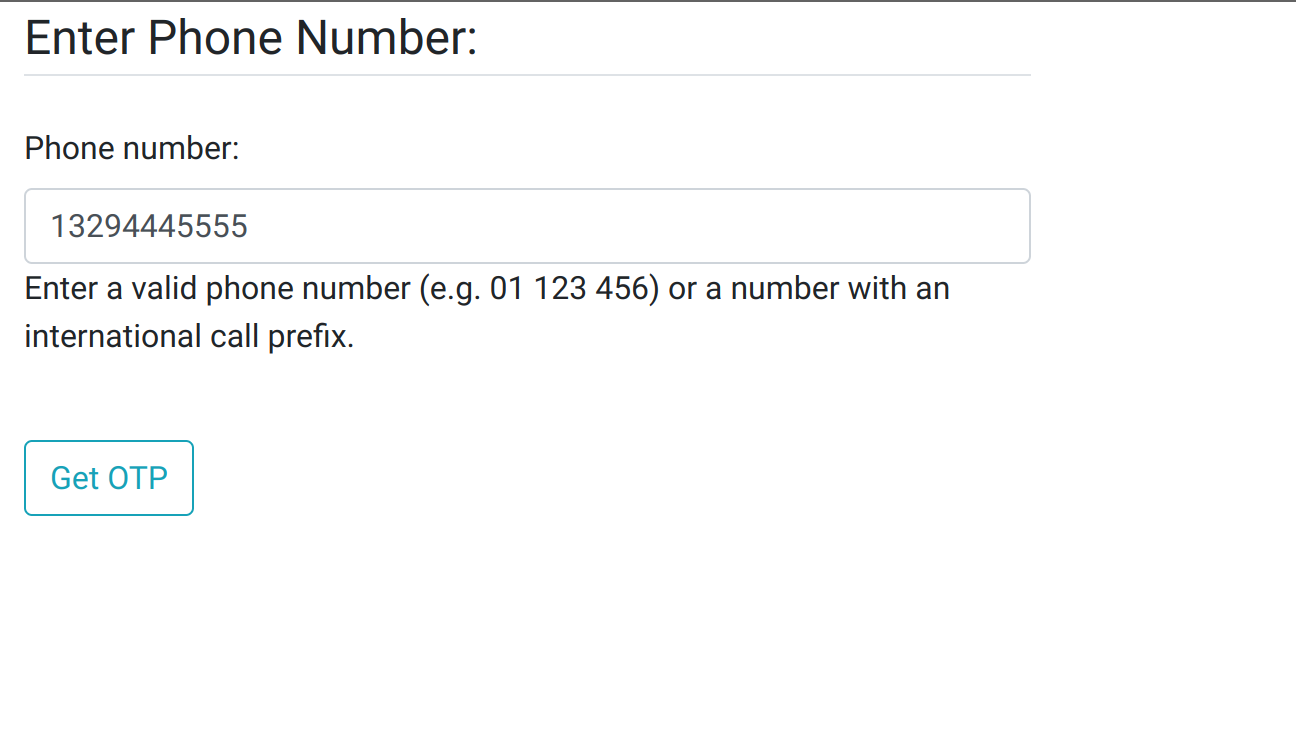 Enter Phone Number:
Phone number:
13294445555
Enter a valid phone number (e.g. 01 123 456) or a number with an
international call prefix.
Get OTP